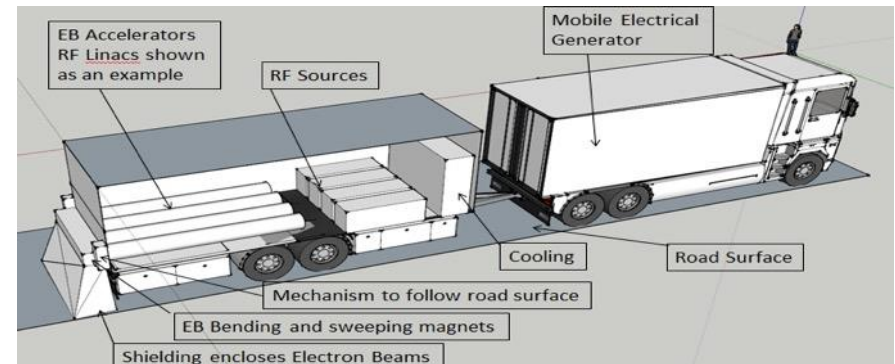 EB Accelerators
RF Linacs shown
as an example
RF Sources
Mobile Electrical
Generator
Cooling
Road Surface
Mechanism to follow road surface
EB Bending and sweeping magnets
Shielding encloses Electron Beams